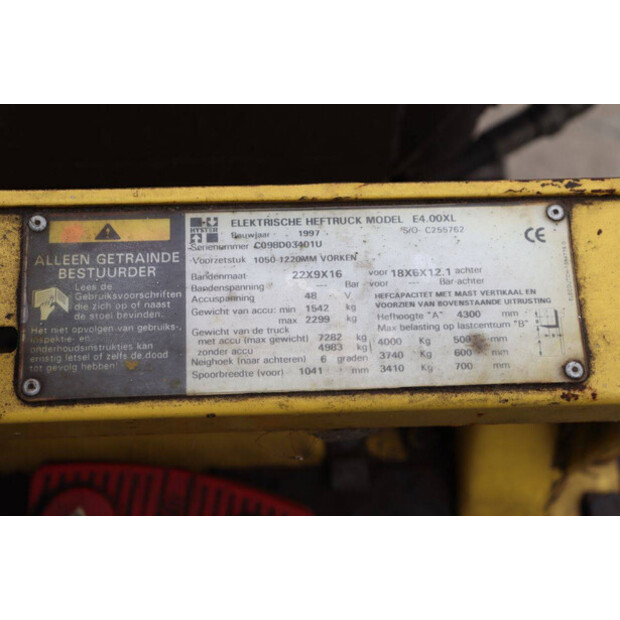 ALLEEN GETRAINDE
BESTUURDER
Lees de
Gebruiksvoorschriften
die zich op of naast
de stoel bevinden.
Het niet opvolgen van gebruiks-,
inspektie- en
onderhoudsinstrukties kan
ernstig letsel of zelfs de dood
tot gevolg hebben!
HYSTER
ELEKTRISCHE HEFTRUCK MODEL E4.00XL
Bouwjaar 1997 S/O- C255762
Serienummer C098D03401U
CE
Voorzetstuk 1050-1220MM VORKEN
Bandenmaat 22X9X16 voor 18X6X12.1 achter
Bandenspanning --- Bar- voor --- Bar-achter
Accuspanning 48 V
Gewicht van accu: min 1542 kg
max 2299 kg
Gewicht van de truck
met accu (max gewicht) 7282 kg
zonder accu 4983 kg
Neighoek (naar achteren) 6 graden
Spoorbreedte (voor) 1041 mm
HEFCAPACITEIT MET MAST VERTIKAAL EN
VOORZIEN VAN BOVENSTAANDE UITRUSTING
Hefhoogte "A" 4300 mm
Max belasting op lastcentrum "B"
4000 Kg 500 mm
3740 Kg 600 mm
3410 Kg 700 mm